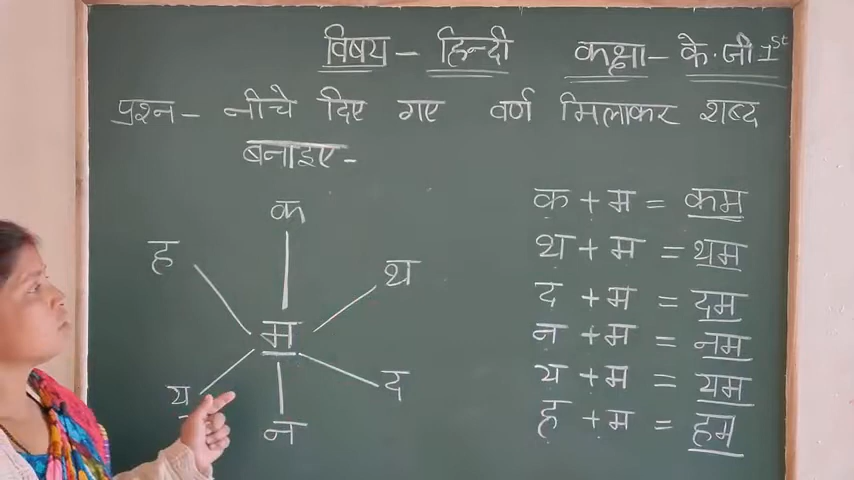 विषय - हिन्दी कक्षा - के.जी 1st
प्रश्न - नीचे दिए गए वर्ण मिलाकर शब्द
बनाइए -
क
ह
थ
म
य
द
न
क + म = कम
थ + म = थम
द + म = दम
न + म = नम
य + म = यम
ह + म = हम